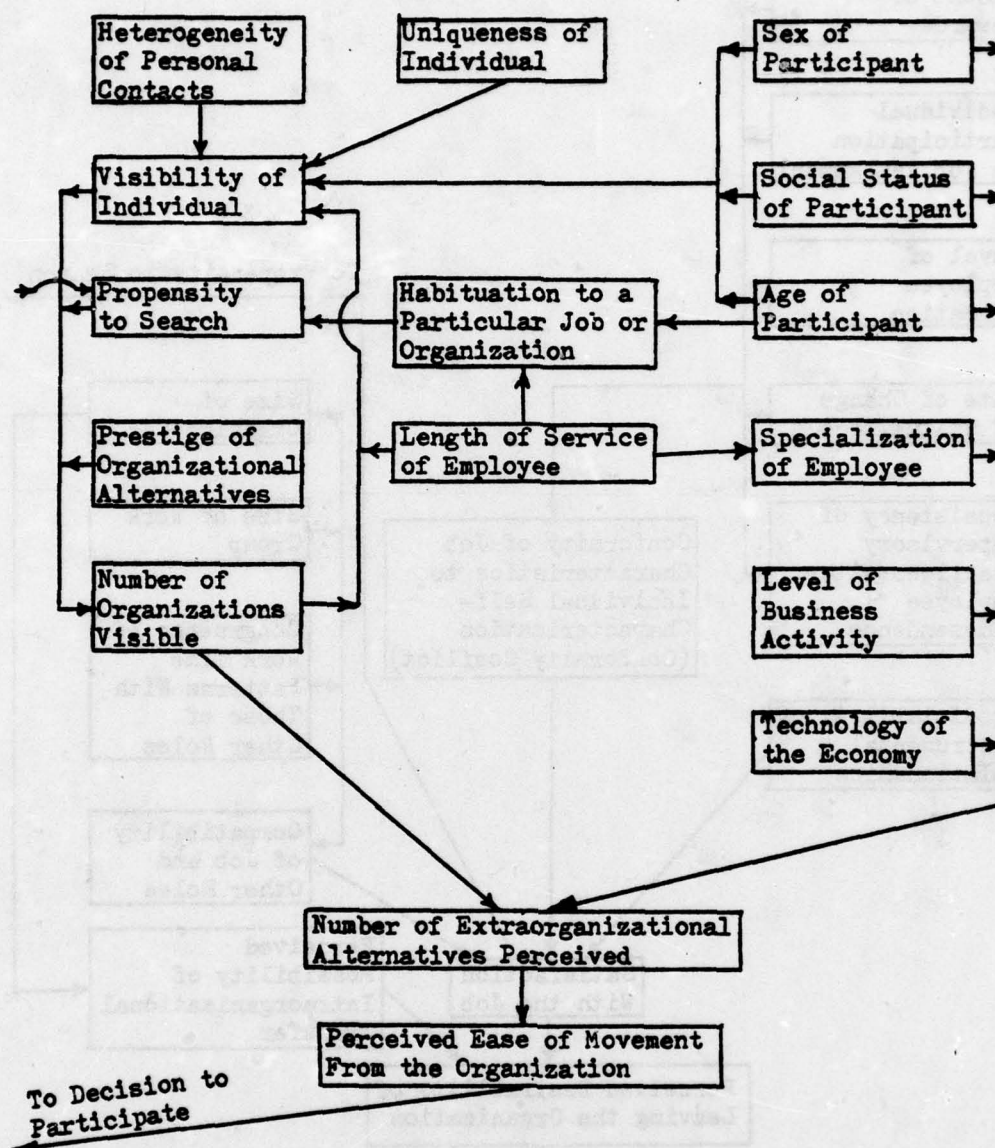 Heterogeneity
of Personal
Contacts
Uniqueness of
Individual
Sex of
Participant
Visibility of
Individual
Social Status
of Participant
Propensity
to Search
Habituation to a
Particular Job or
Organization
Age of
Participant
Prestige of
Organizational
Alternatives
Length of Service
of Employee
Specialization
of Employee
Number of
Organizations
Visible
Level of
Business
Activity
Technology of
the Economy
Number of Extraorganizational
Alternatives Perceived
Perceived Ease of Movement
From the Organization
To Decision to
Participate